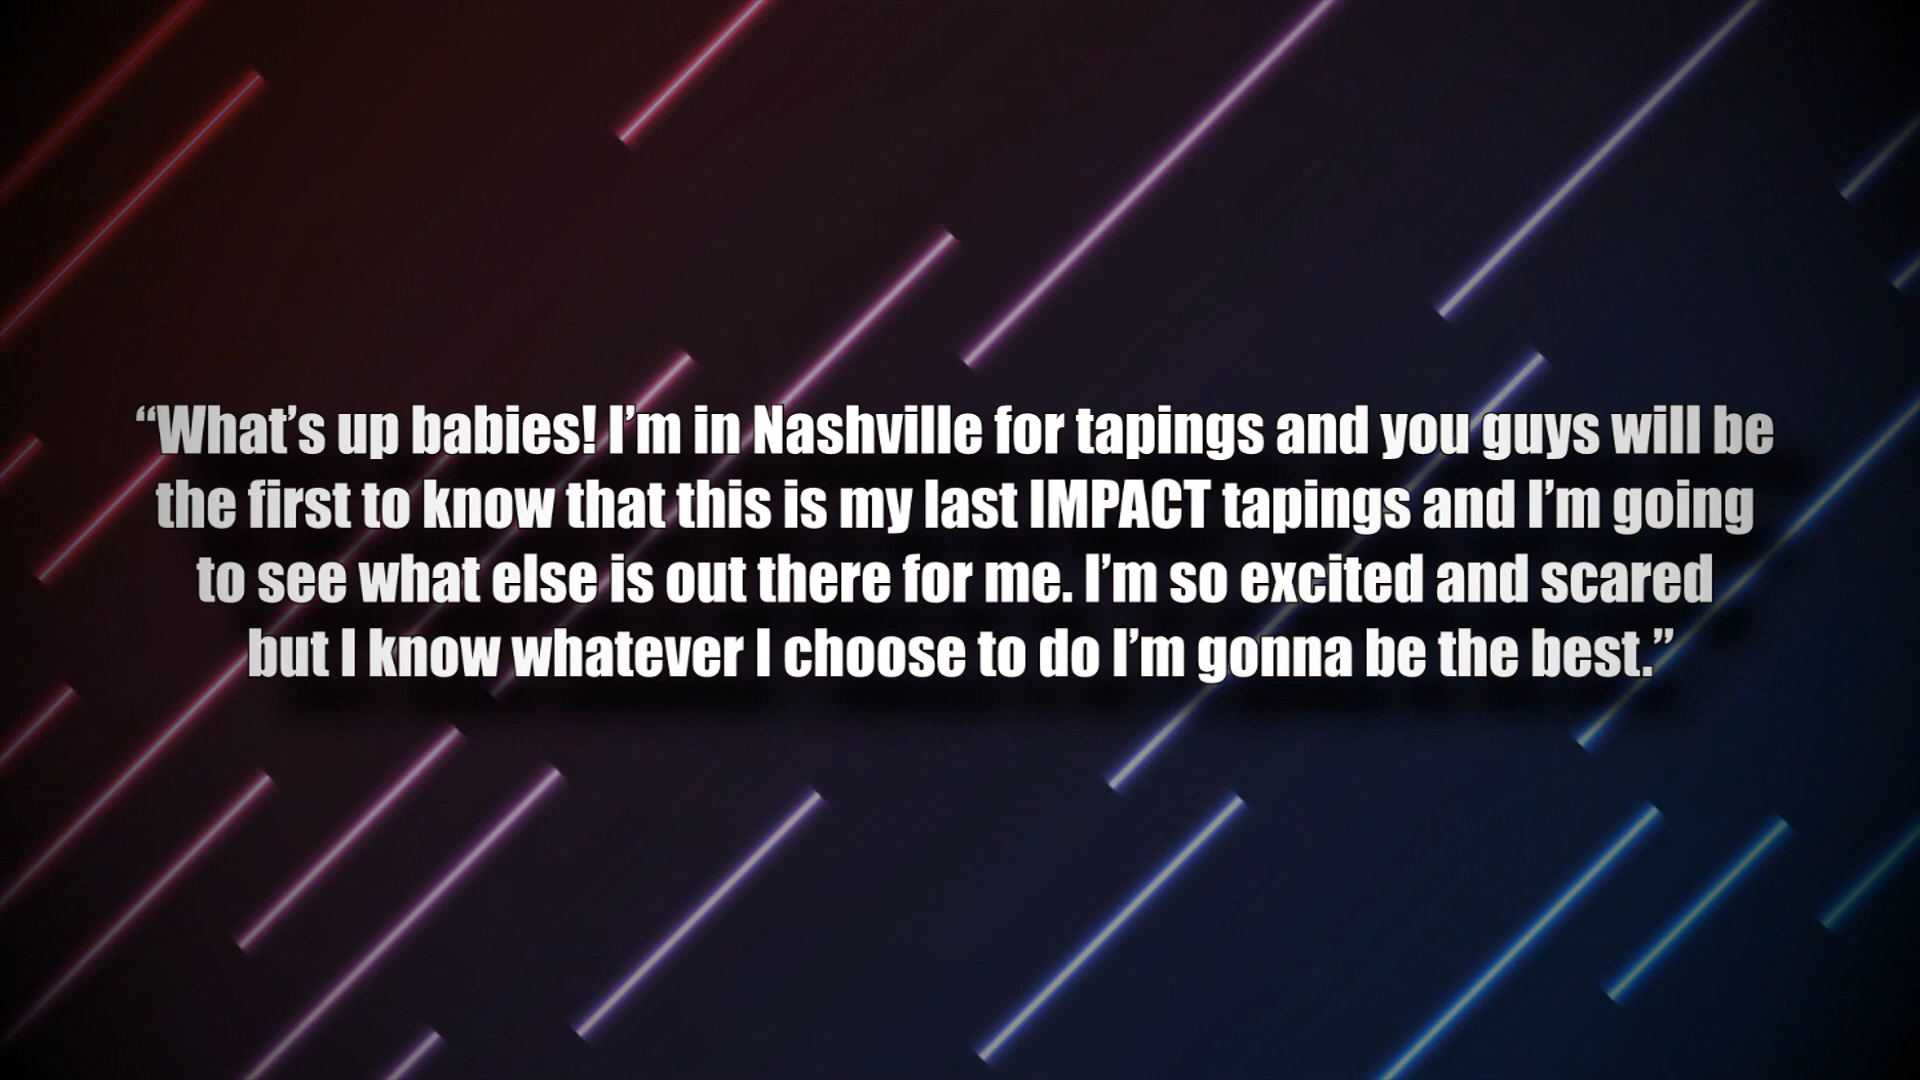 “What’s up babies! I’m in Nashville for tapings and you guys will be
the first to know that this is my last IMPACT tapings and I’m going
to see what else is out there for me. I’m so excited and scared
but I know whatever I choose to do I’m gonna be the best.”